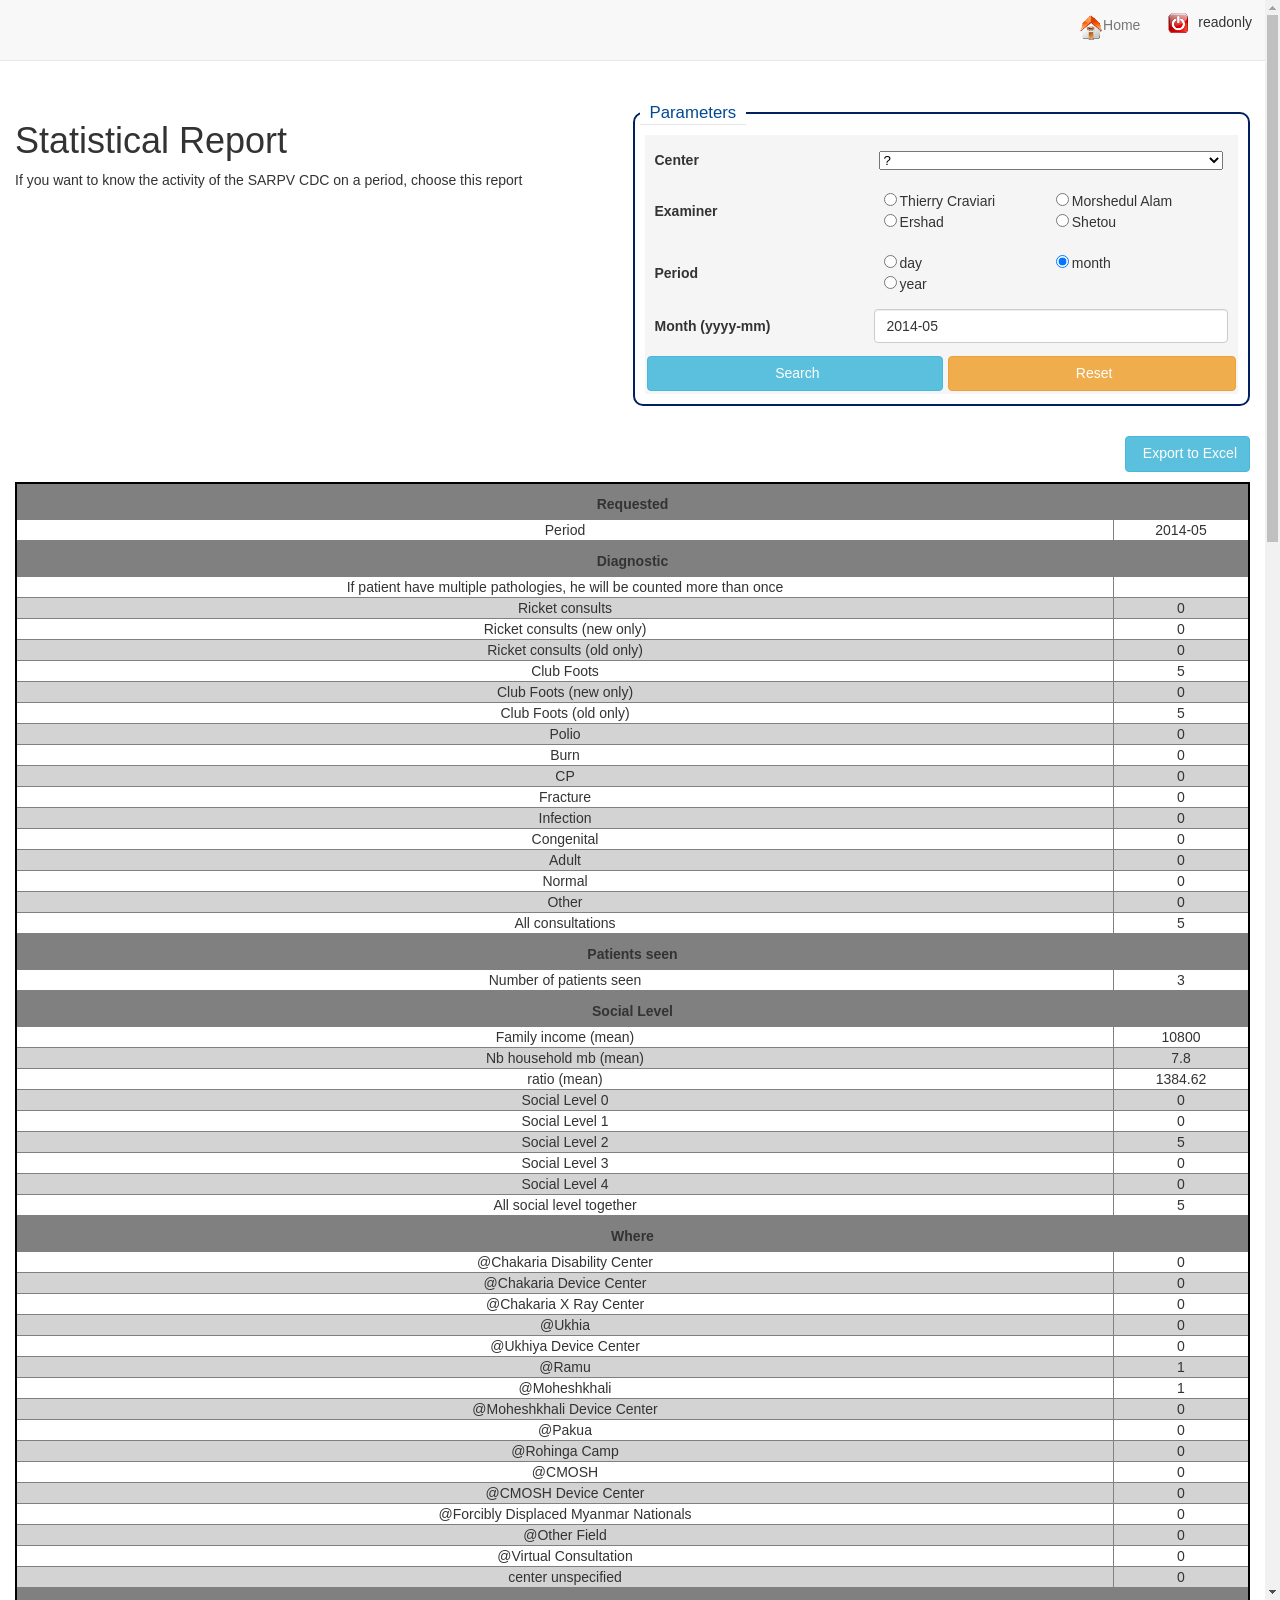 Home
readonly
Statistical Report
If you want to know the activity of the SARPV CDC on a period, choose this report
Parameters
Center
?
Examiner
Thierry Craviari
Morshedul Alam
Ershad
Shetou
Period
day
month
year
Month (yyyy-mm)
2014-05
Search
Reset
Export to Excel
Requested
Period 2014-05
Diagnostic
If patient have multiple pathologies, he will be counted more than once
Ricket consults 0
Ricket consults (new only) 0
Ricket consults (old only) 0
Club Foots 5
Club Foots (new only) 0
Club Foots (old only) 5
Polio 0
Burn 0
CP 0
Fracture 0
Infection 0
Congenital 0
Adult 0
Normal 0
Other 0
All consultations 5
Patients seen
Number of patients seen 3
Social Level
Family income (mean) 10800
Nb household mb (mean) 7.8
ratio (mean) 1384.62
Social Level 0 0
Social Level 1 0
Social Level 2 5
Social Level 3 0
Social Level 4 0
All social level together 5
Where
@Chakaria Disability Center 0
@Chakaria Device Center 0
@Chakaria X Ray Center 0
@Ukhia 0
@Ukhiya Device Center 0
@Ramu 1
@Moheshkhali 1
@Moheshkhali Device Center 0
@Pakua 0
@Rohinga Camp 0
@CMOSH 0
@CMOSH Device Center 0
@Forcibly Displaced Myanmar Nationals 0
@Other Field 0
@Virtual Consultation 0
center unspecified 0